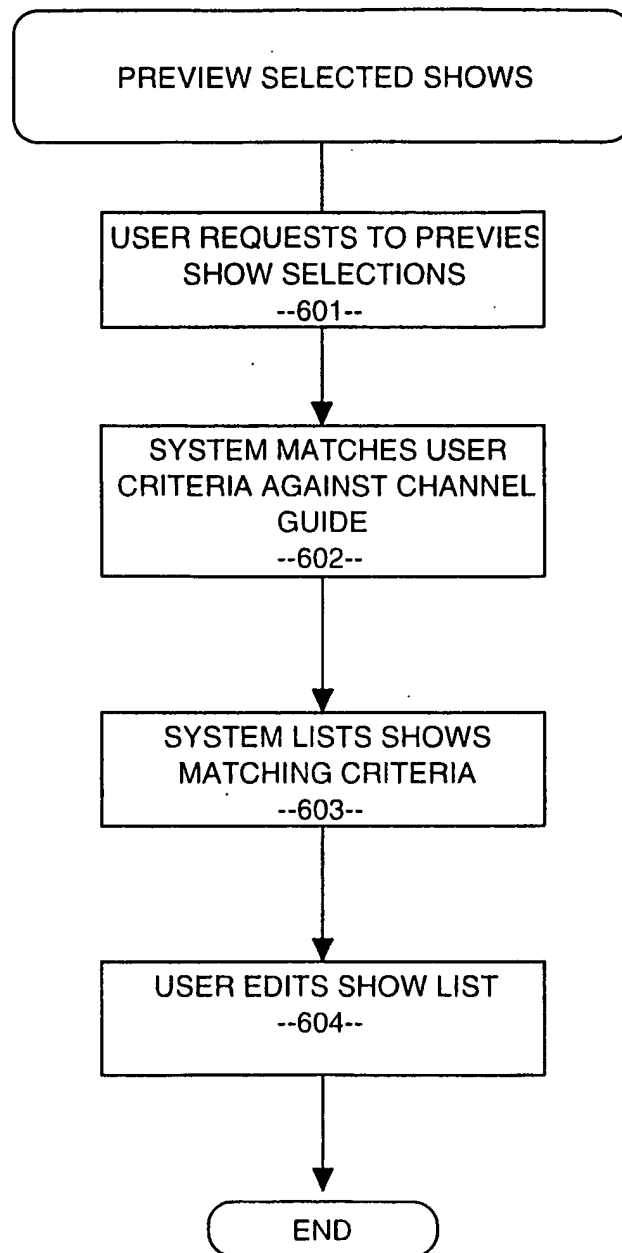 PREVIEW SELECTED SHOWS
USER REQUESTS TO PREVIES
SHOW SELECTIONS
--601--
SYSTEM MATCHES USER
CRITERIA AGAINST CHANNEL
GUIDE
--602--
SYSTEM LISTS SHOWS
MATCHING CRITERIA
--603--
USER EDITS SHOW LIST
--604--
END